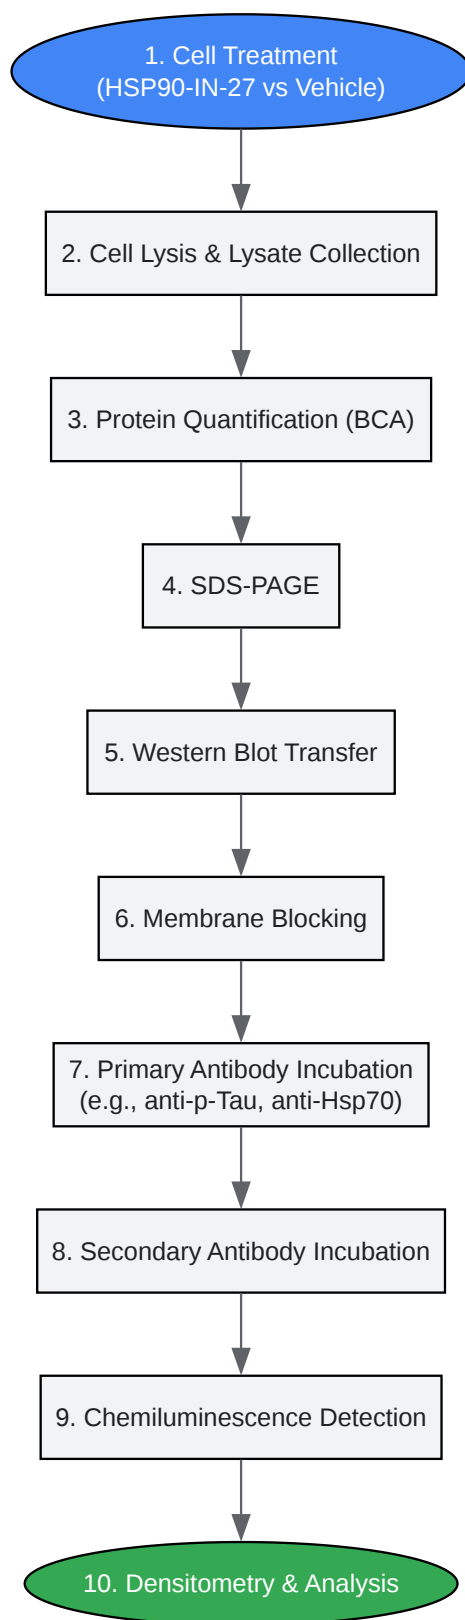 1. Cell Treatment
(HSP90-IN-27 vs Vehicle)
2. Cell Lysis & Lysate Collection
3. Protein Quantification (BCA)
4. SDS-PAGE
5. Western Blot Transfer
6. Membrane Blocking
7. Primary Antibody Incubation
(e.g., anti-p-Tau, anti-Hsp70)
8. Secondary Antibody Incubation
9. Chemiluminescence Detection
10. Densitometry & Analysis